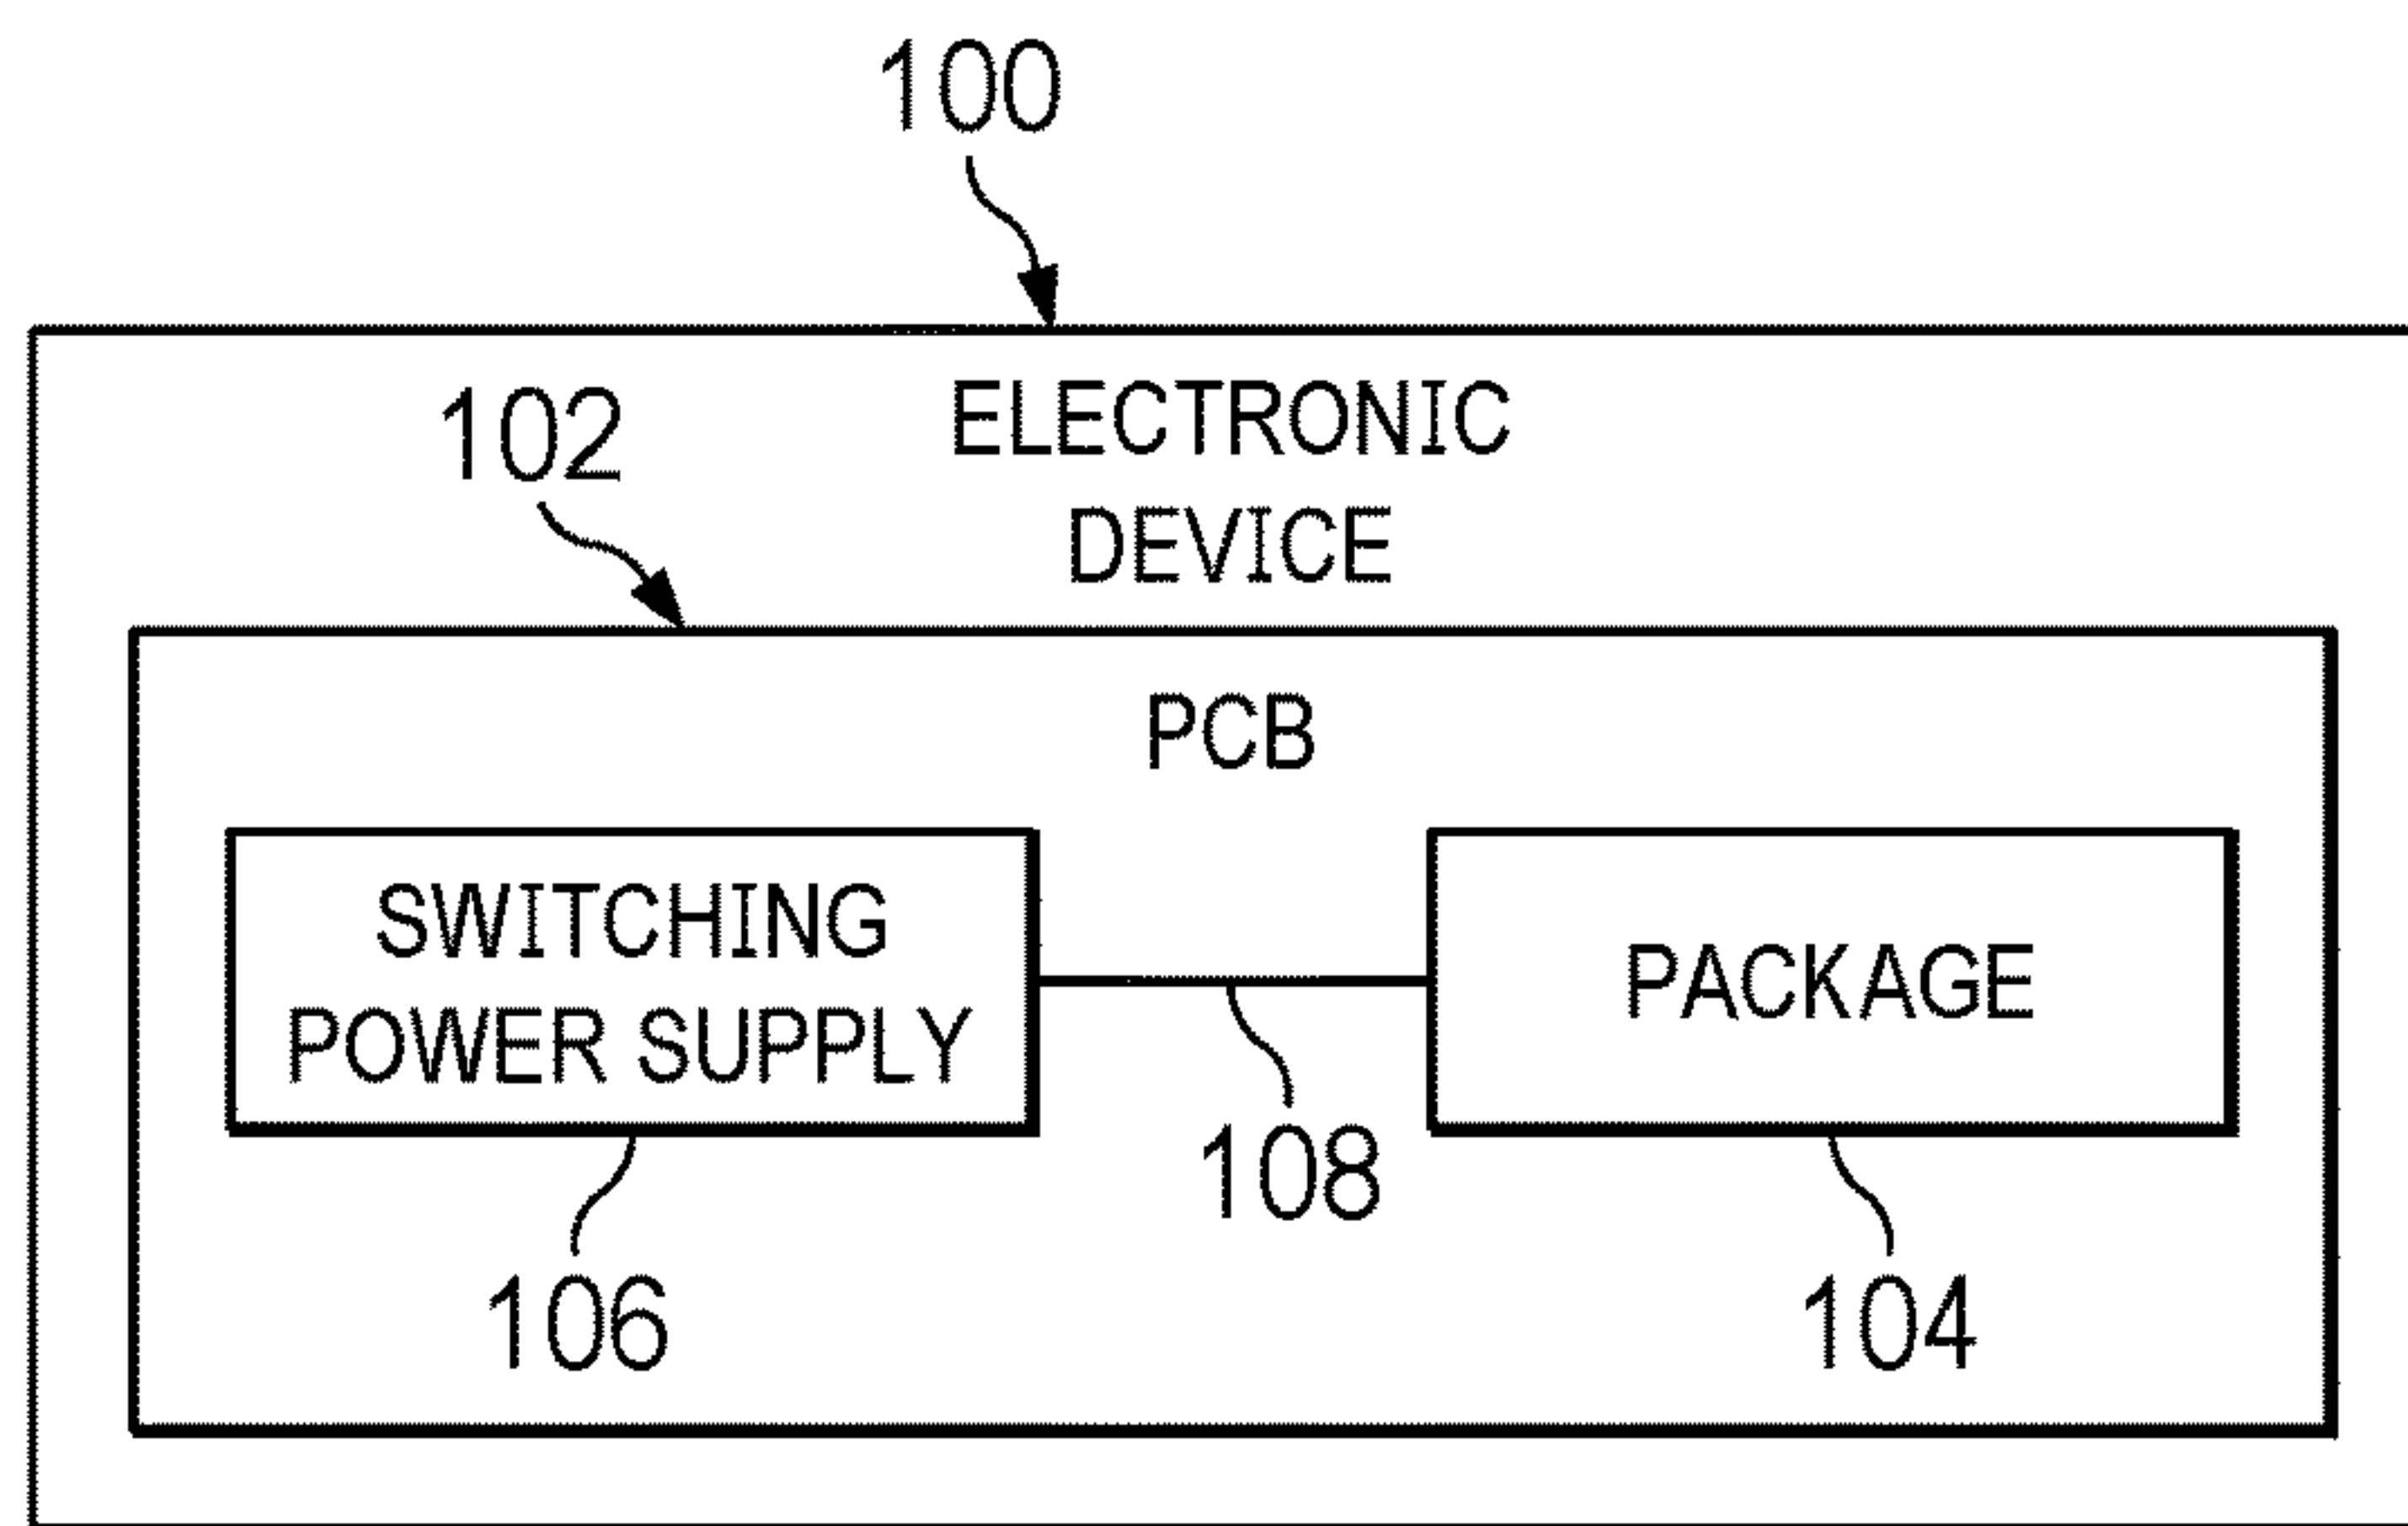 100
102
ELECTRONIC
DEVICE
PCB
SWITCHING
POWER SUPPLY
PACKAGE
108
106
104